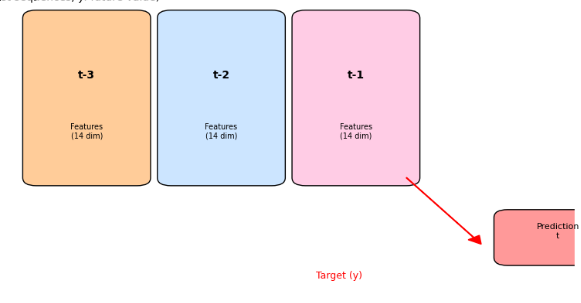 t-3
t-2
t-1
Features
(14 dim)
Features
(14 dim)
Features
(14 dim)
Prediction
t
Target (y)